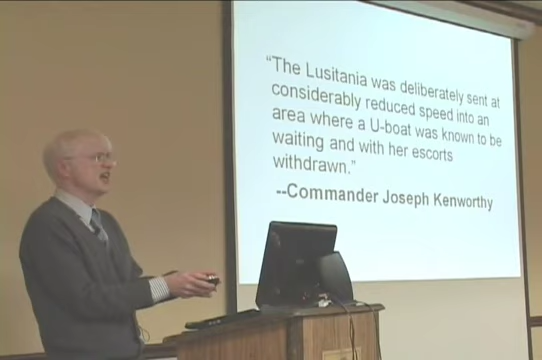 “The Lusitania was deliberately sent at
considerably reduced speed into an
area where a U-boat was known to be
waiting and with her escorts
withdrawn.”
--Commander Joseph Kenworthy